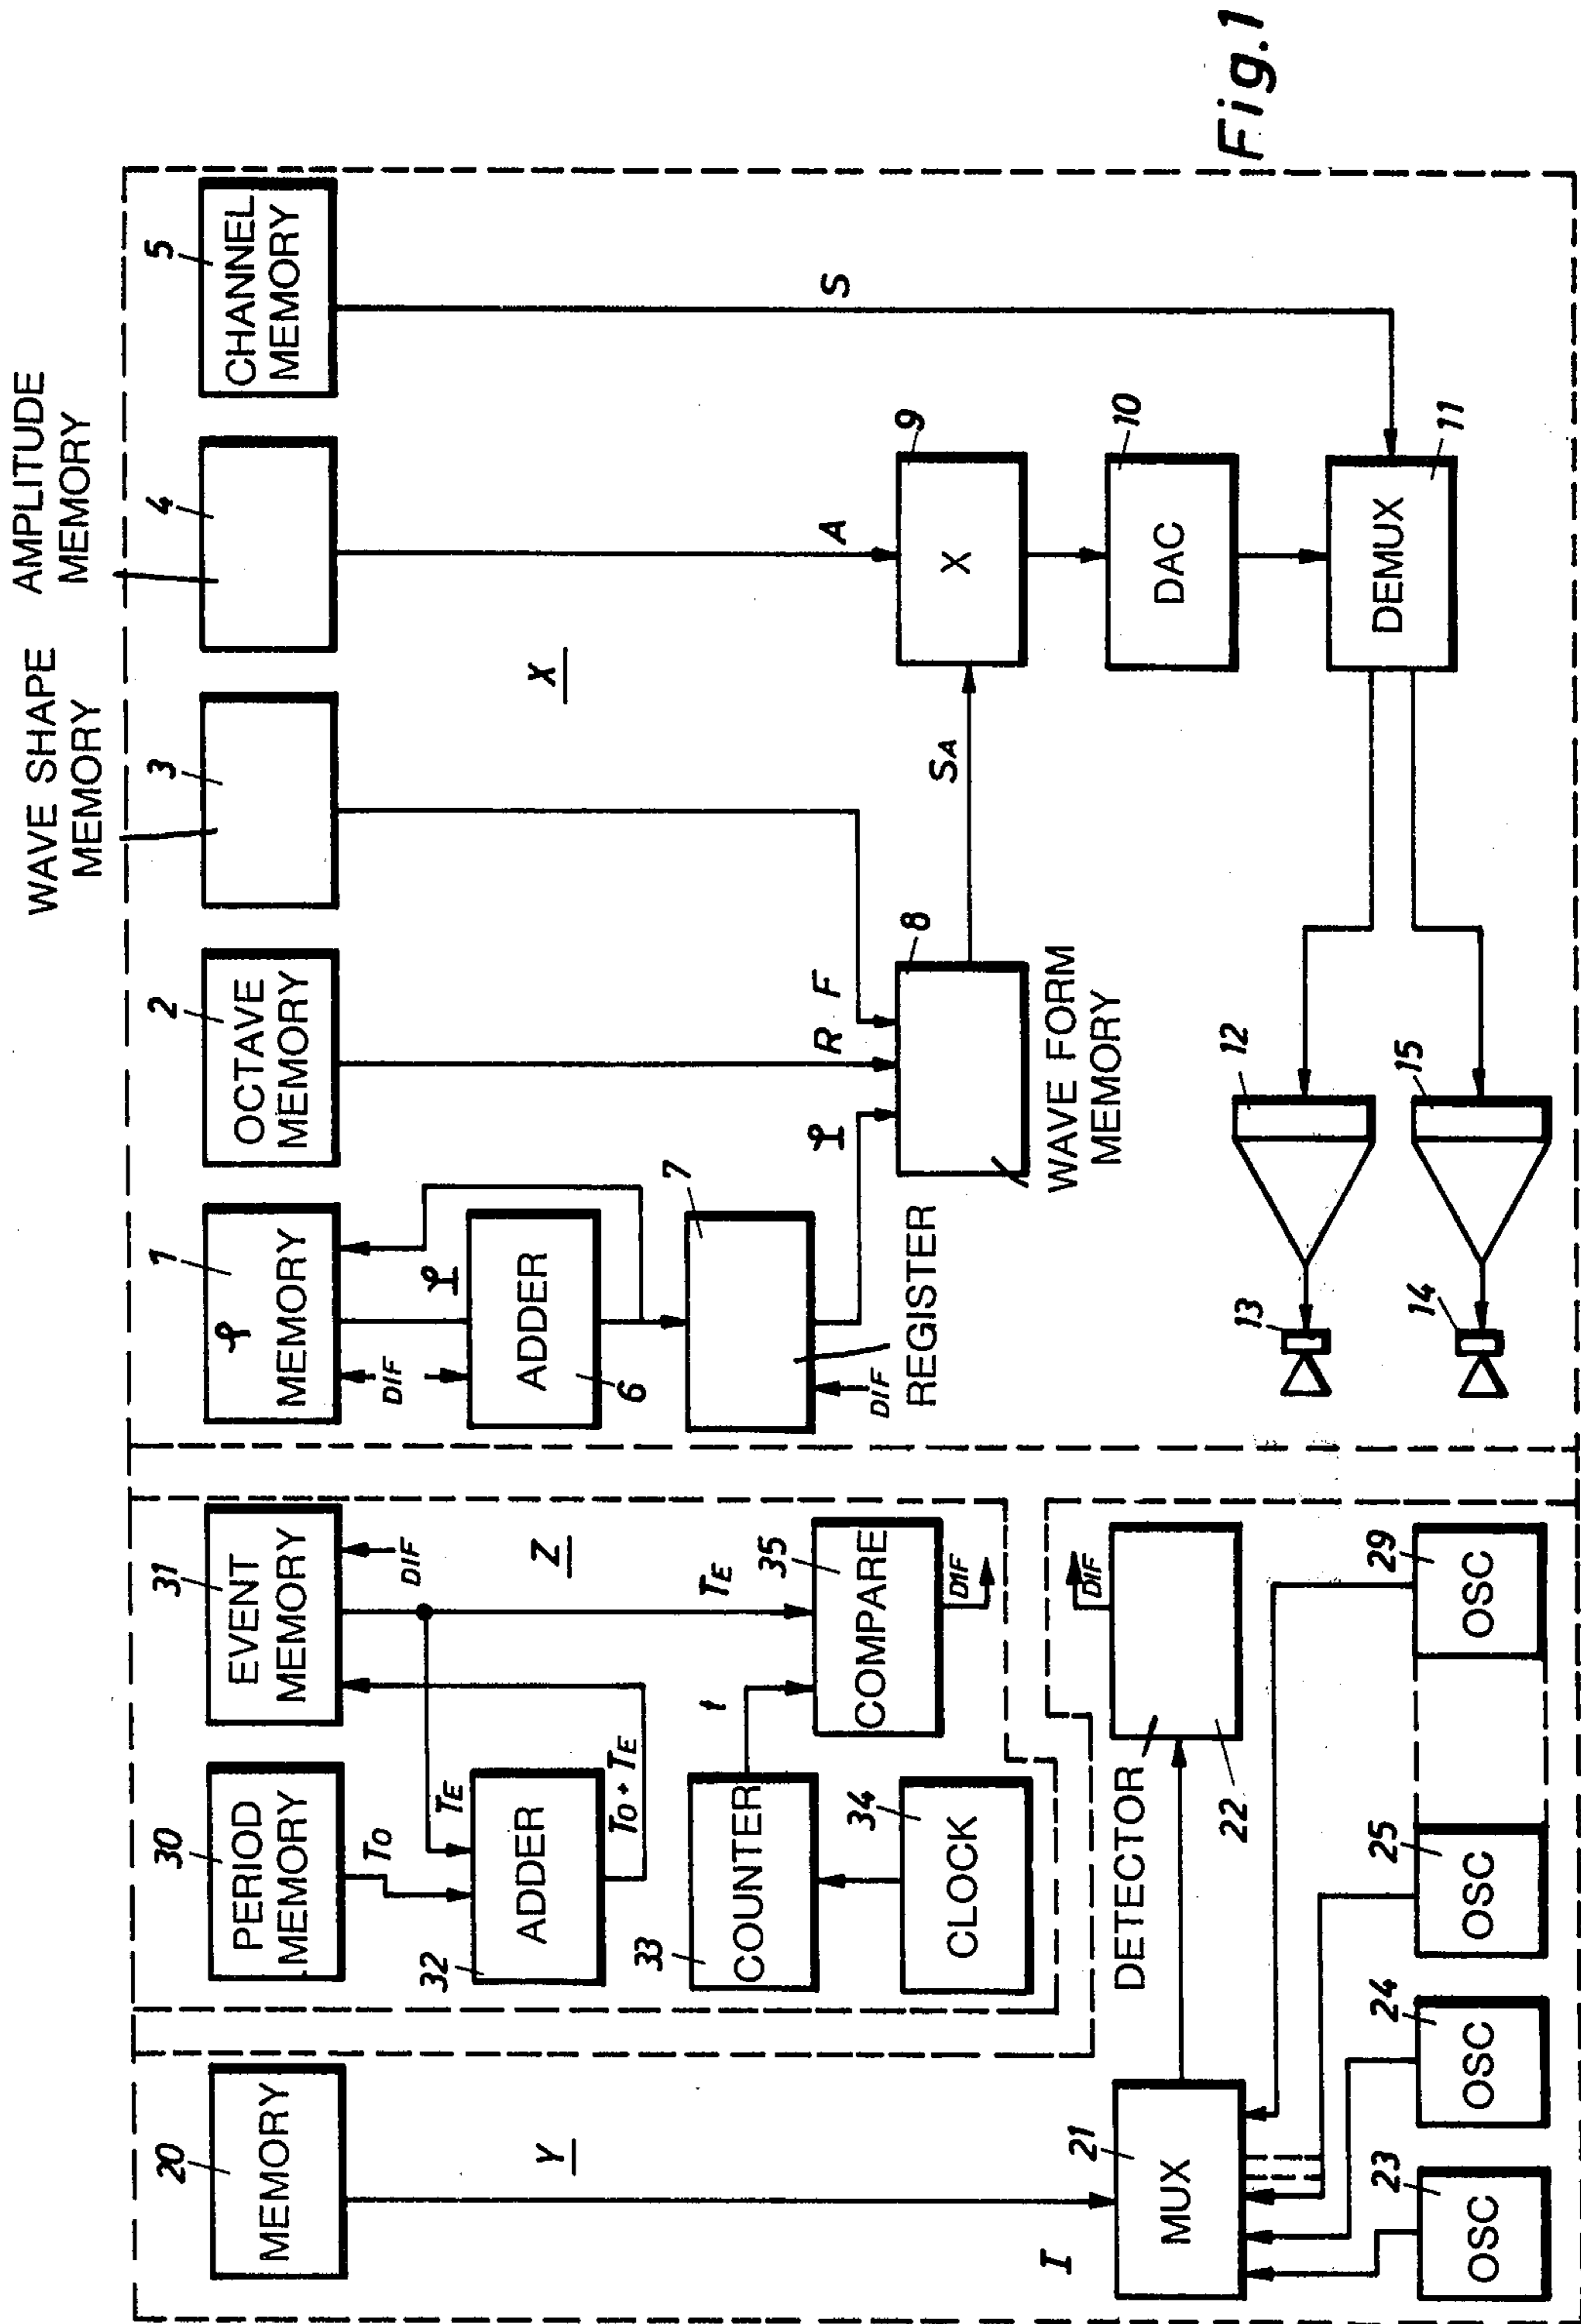 Fig.1
WAVE SHAPE
MEMORY
AMPLITUDE
MEMORY
20
MEMORY
30
PERIOD
MEMORY
31
EVENT
MEMORY
1
φ
MEMORY
2
OCTAVE
MEMORY
3
4
5
CHANNEL
MEMORY
To
TE
DIF
DIF
φ
Y
32
ADDER
To + TE
Z
ADDER
6
X
33
COUNTER
t
TE
7
DIF
REGISTER
φ
R
F
A
S
34
CLOCK
35
COMPARE
DIF
8
WAVE FORM
MEMORY
SA
9
X
I
21
MUX
DETECTOR
22
DIF
10
DAC
23
OSC
24
OSC
25
OSC
29
OSC
13
12
14
15
DEMUX
11